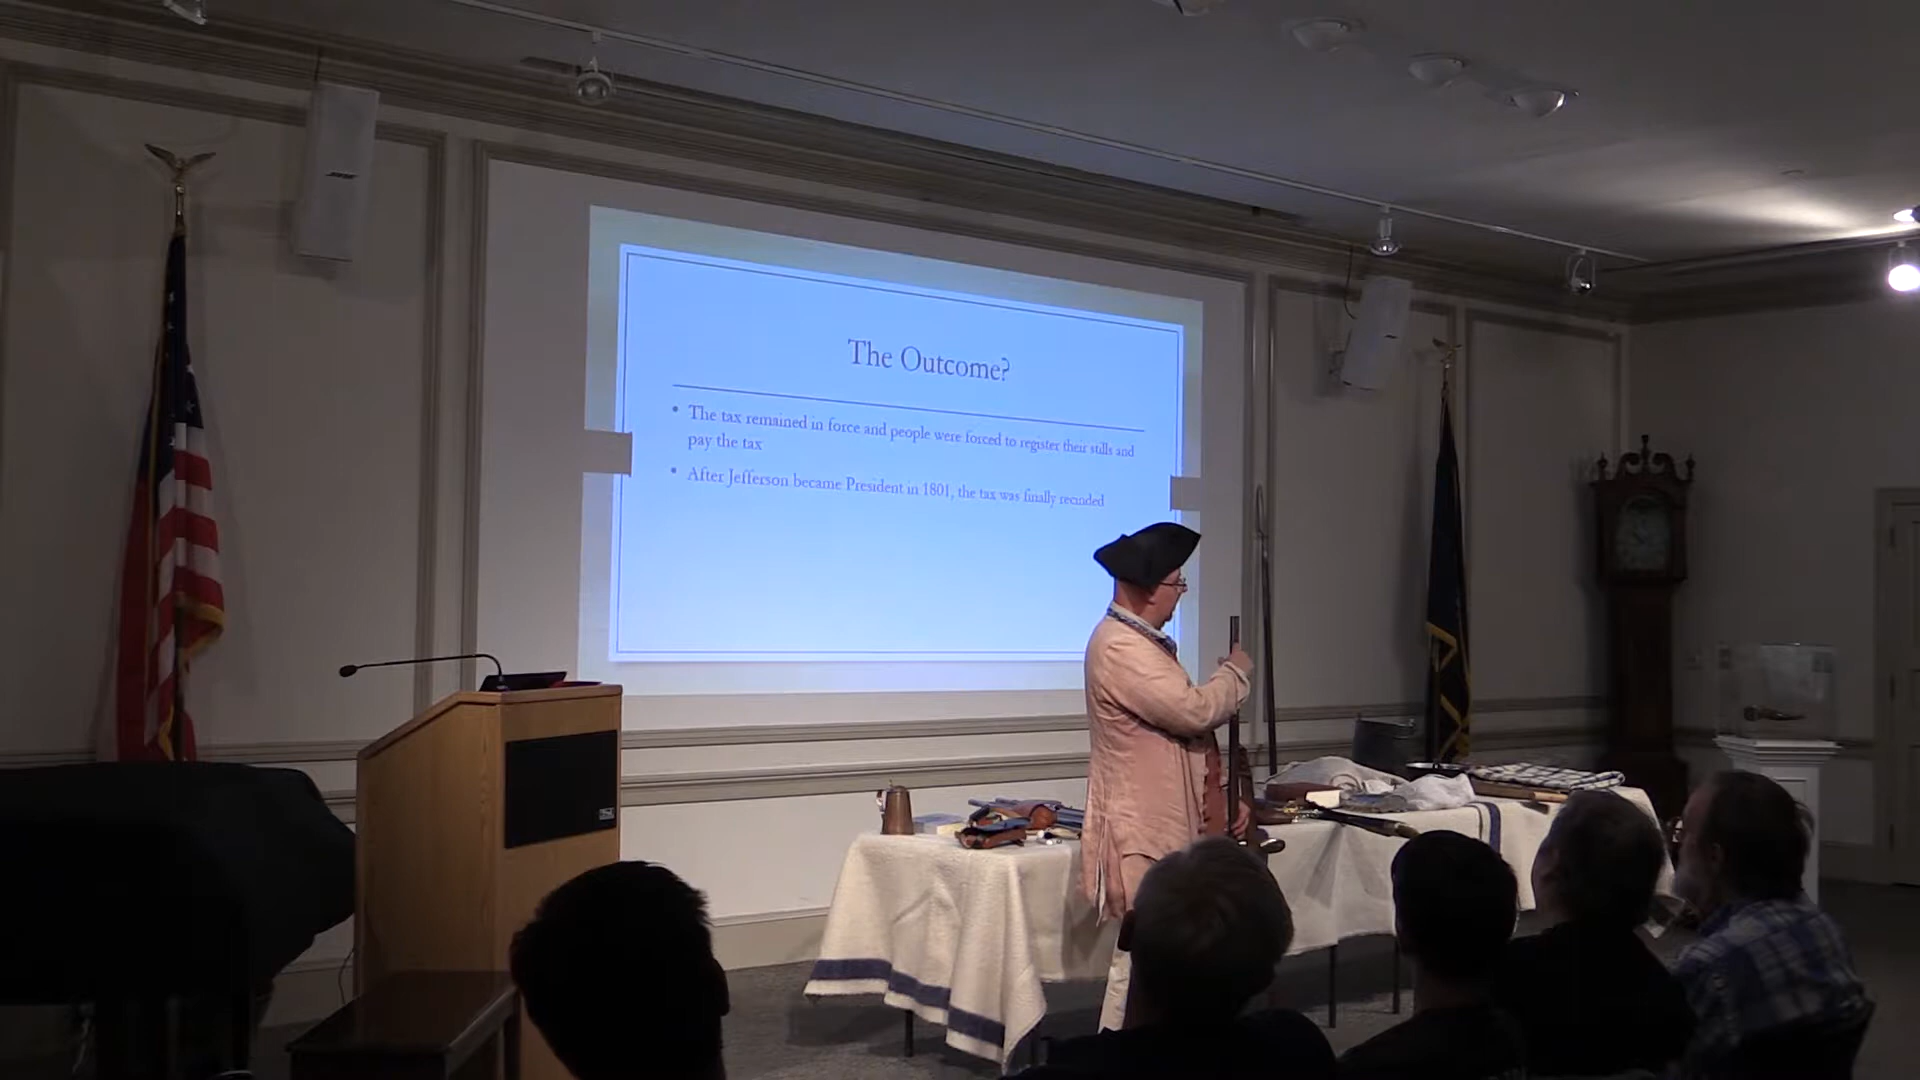 The Outcome?
• The tax remained in force and people were forced to register their stills and
pay the tax
• After Jefferson became President in 1801, the tax was finally recinded